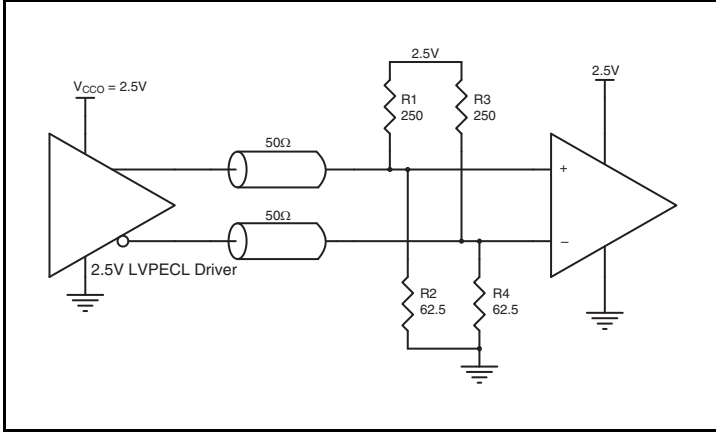 2.5V
V_CCO = 2.5V
2.5V
R1
250
R3
250
50Ω
+
50Ω
−
2.5V LVPECL Driver
R2
62.5
R4
62.5